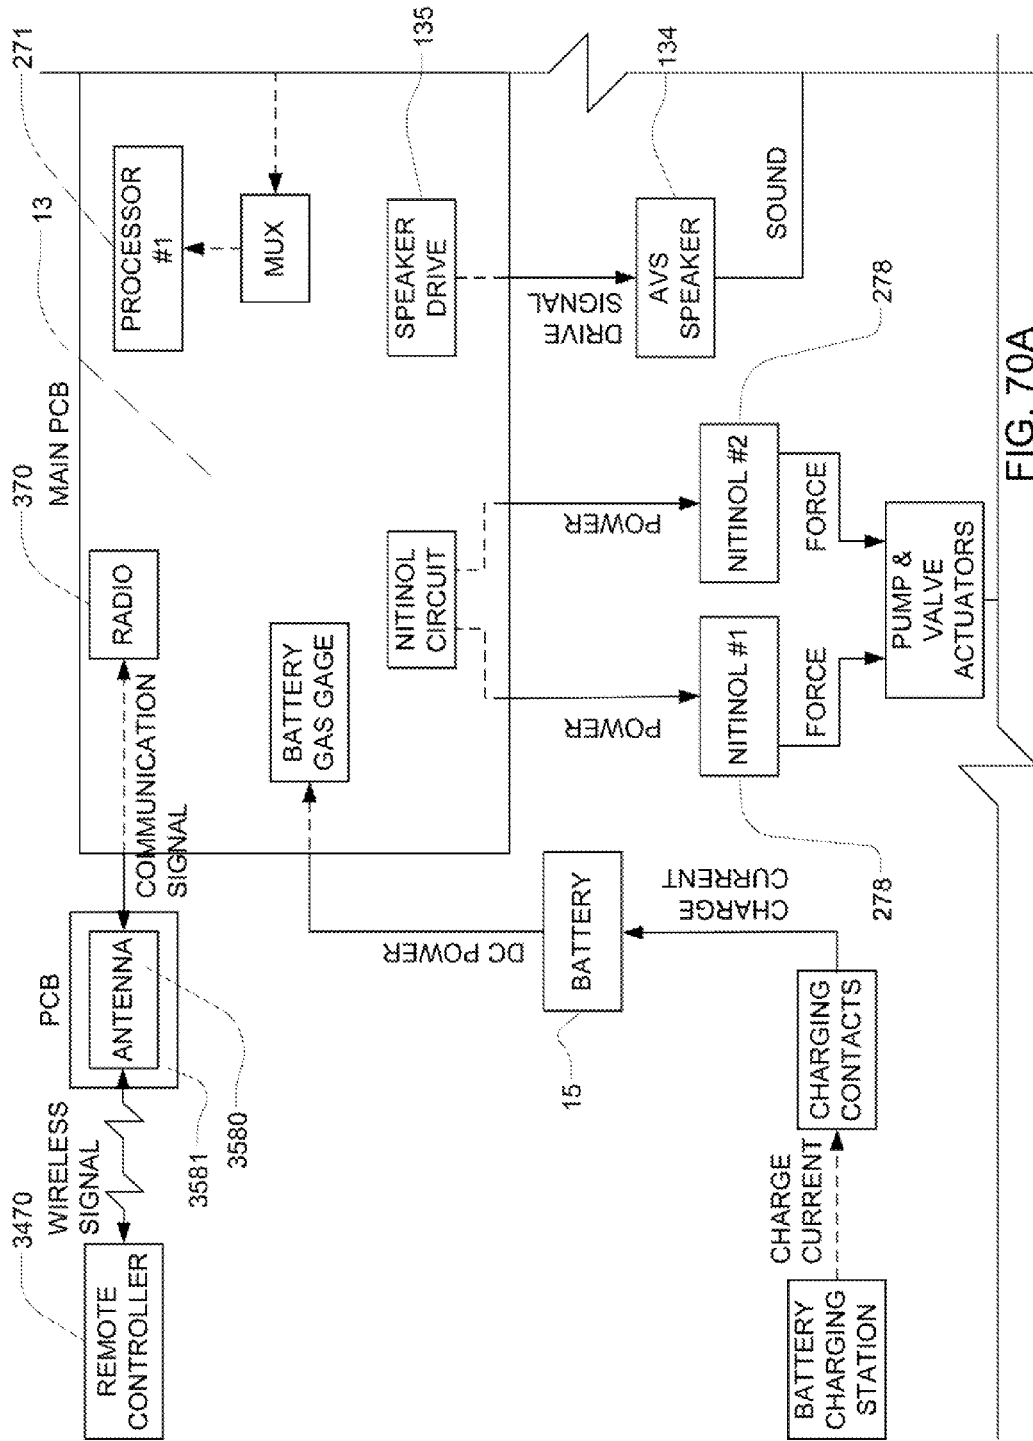 3470
REMOTE
CONTROLLER
WIRELESS
SIGNAL
3581
3580
PCB
ANTENNA
COMMUNICATION
SIGNAL
370
RADIO
MAIN PCB
13
271
PROCESSOR
#1
MUX
BATTERY
GAS GAGE
NITINOL
CIRCUIT
SPEAKER
DRIVE
135
DC POWER
POWER
POWER
DRIVE
SIGNAL
15
BATTERY
CHARGE
CURRENT
278
NITINOL #1
NITINOL #2
278
AVS
SPEAKER
134
SOUND
FORCE
FORCE
BATTERY
CHARGING
STATION
CHARGE
CURRENT
CHARGING
CONTACTS
PUMP &
VALVE
ACTUATORS
FIG. 70A